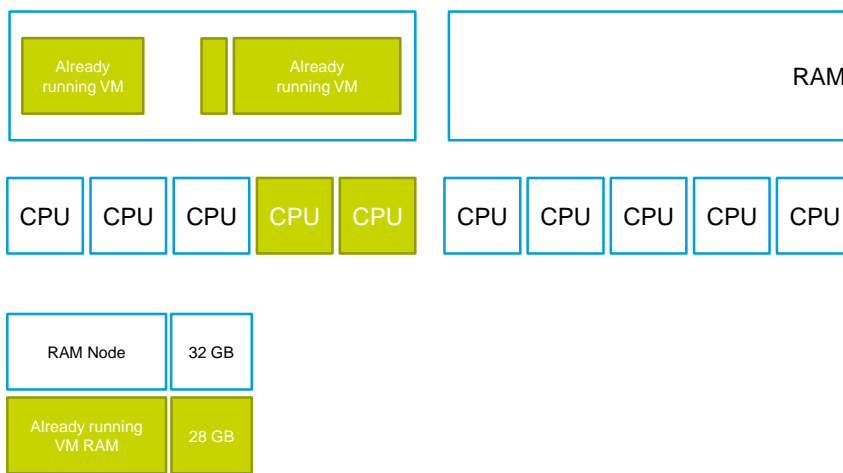 Already
running VM
Already
running VM
RAM
CPU CPU CPU CPU CPU CPU CPU CPU CPU CPU
RAM Node 32 GB
Already running
VM RAM
28 GB